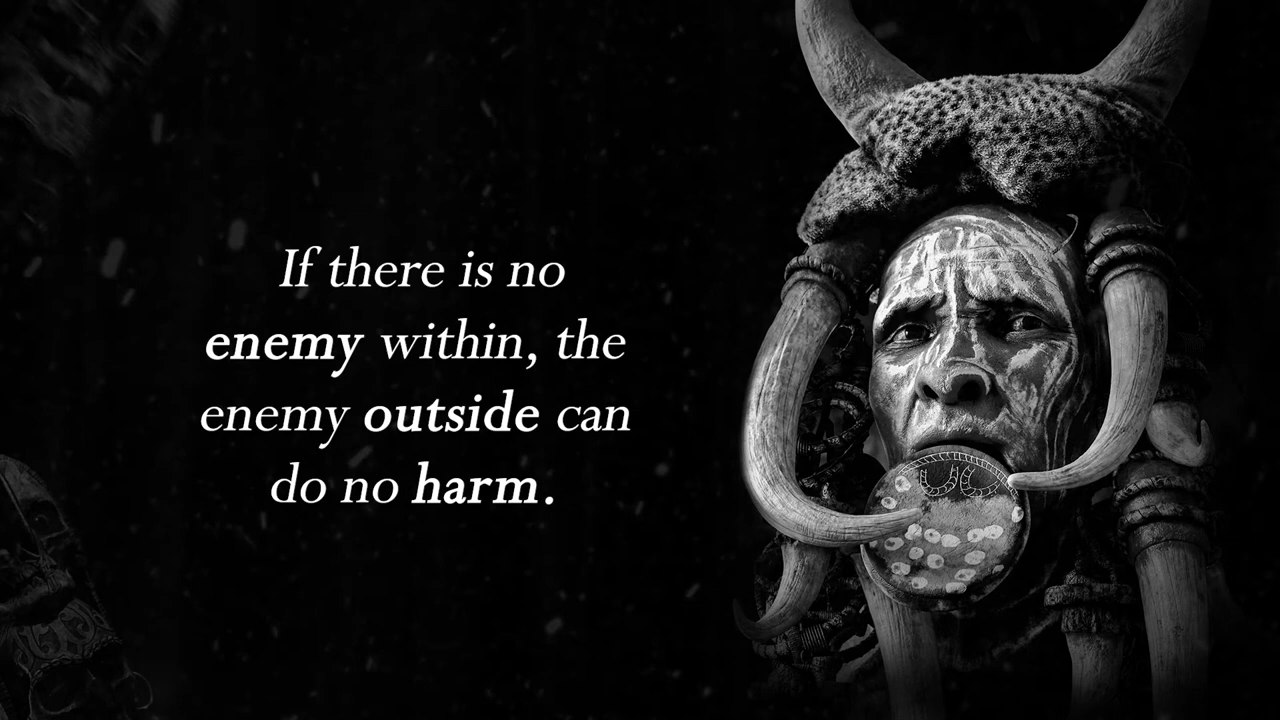 If there is no
enemy within, the
enemy outside can
do no harm.